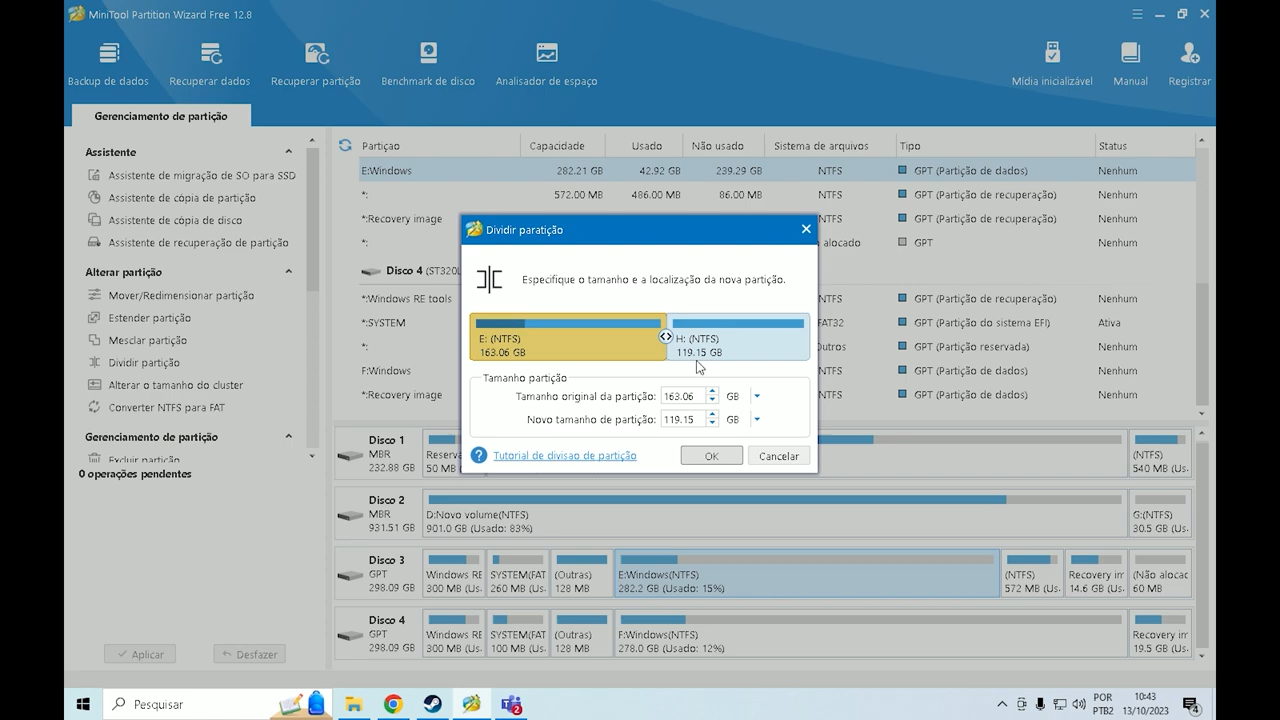 MiniTool Partition Wizard Free 12.8
Backup de dados
Recuperar dados
Recuperar partição
Benchmark de disco
Analisador de espaço
Mídia inicializável
Manual
Registrar
Gerenciamento de partição
Assistente
Assistente de migração de SO para SSD
Assistente de cópia de partição
Assistente de cópia de disco
Assistente de recuperação de partição
Alterar partição
Mover/Redimensionar partição
Estender partição
Mesclar partição
Dividir partição
Alterar o tamanho do cluster
Converter NTFS para FAT
Gerenciamento de partição
Excluir partição
0 operações pendentes
Aplicar
Desfazer
Partiçao Capacidade Usado Não usado Sistema de arquivos Tipo Status
E:Windows 282.21 GB 42.92 GB 239.29 GB NTFS GPT (Partição de dados) Nenhum
*: 572.00 MB 486.00 MB 86.00 MB NTFS GPT (Partição de recuperação) Nenhum
*:Recovery image NTFS GPT (Partição de recuperação) Nenhum
*: alocado GPT Nenhum
Disco 4 (ST320L
*:Windows RE tools NTFS GPT (Partição de recuperação) Nenhum
*:SYSTEM FAT32 GPT (Partição do sistema EFI) Ativa
*: Outros GPT (Partição reservada) Nenhum
F:Windows NTFS GPT (Partição de dados) Nenhum
*:Recovery image NTFS GPT (Partição de recuperação) Nenhum
Dividir paratição
Especifique o tamanho e a localização da nova partição.
E: (NTFS)
163.06 GB
H: (NTFS)
119.15 GB
Tamanho partição
Tamanho original da partição: 163.06 GB
Novo tamanho de partição: 119.15 GB
Tutorial de divisao de partição
OK
Cancelar
Disco 1
MBR
232.88 GB
Reserva
50 MB
(NTFS)
540 MB (Us.
Disco 2
MBR
931.51 GB
D:Novo volume(NTFS)
901.0 GB (Usado: 83%)
G:(NTFS)
30.5 GB (Us.
Disco 3
GPT
298.09 GB
Windows RE
300 MB (Us.
SYSTEM(FAT
260 MB (Us.
(Outras)
128 MB
E:Windows(NTFS)
282.2 GB (Usado: 15%)
(NTFS)
572 MB (Us.
Recovery im
14.6 GB (Us.
(Não alocac
60 MB
Disco 4
GPT
298.09 GB
Windows RE
300 MB (Us.
SYSTEM(FAT
100 MB (Us.
(Outras)
128 MB
F:Windows(NTFS)
278.0 GB (Usado: 12%)
Recovery im
19.5 GB (Us.
Pesquisar
2
POR
PTB2
10:43
13/10/2023
4